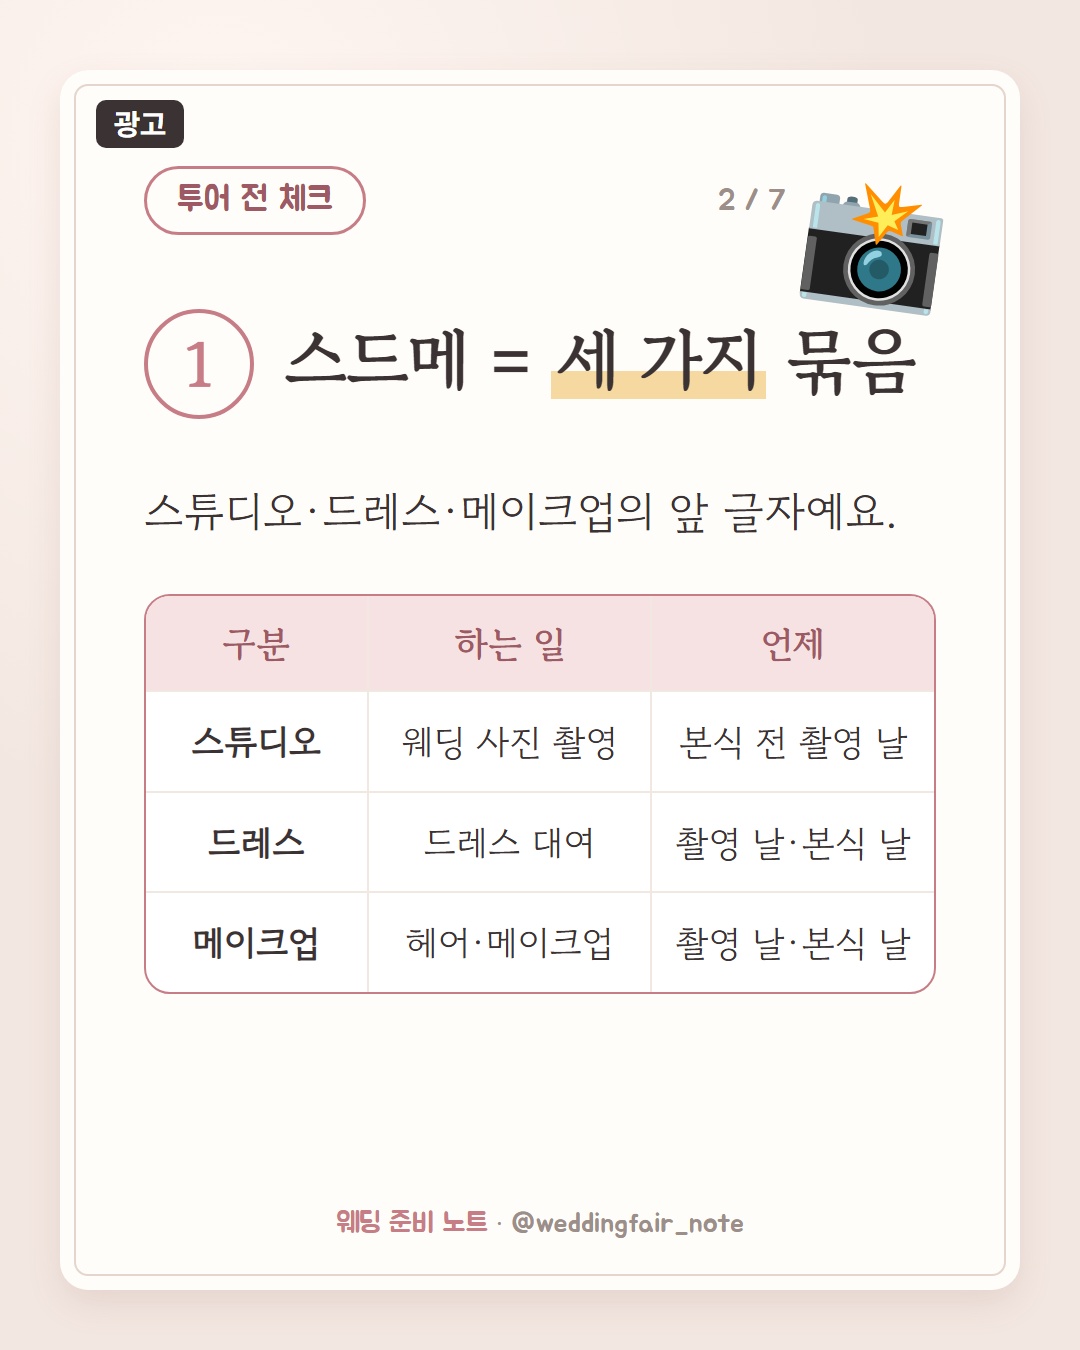 광고
투어 전 체크
2 / 7
1 스드메 = 세 가지 묶음
스튜디오·드레스·메이크업의 앞 글자예요.
구분 하는 일 언제
스튜디오 웨딩 사진 촬영 본식 전 촬영 날
드레스 드레스 대여 촬영 날·본식 날
메이크업 헤어·메이크업 촬영 날·본식 날
웨딩 준비 노트 · @weddingfair_note